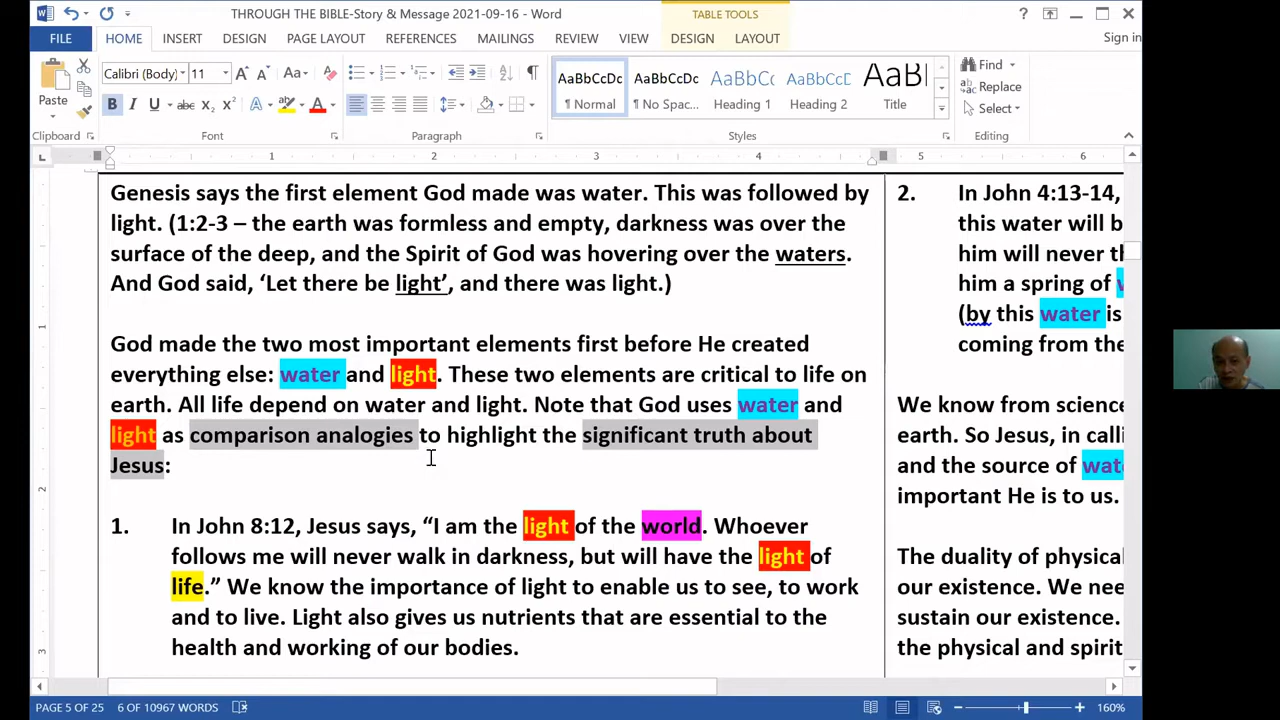 THROUGH THE BIBLE-Story & Message 2021-09-16 - Word
TABLE TOOLS
Sign in
FILE HOME INSERT DESIGN PAGE LAYOUT REFERENCES MAILINGS REVIEW VIEW DESIGN LAYOUT
Calibri (Body) 11
Paste
AaBbCcDc AaBbCcDc AaBbCc AaBbCcC AaBl
¶ Normal ¶ No Spac... Heading 1 Heading 2 Title
Find
Replace
Select
Clipboard Font Paragraph Styles Editing
1 2 3 4 5 6
Genesis says the first element God made was water. This was followed by
light. (1:2-3 – the earth was formless and empty, darkness was over the
surface of the deep, and the Spirit of God was hovering over the waters.
And God said, ‘Let there be light’, and there was light.)
God made the two most important elements first before He created
everything else: water and light. These two elements are critical to life on
earth. All life depend on water and light. Note that God uses water and
light as comparison analogies to highlight the significant truth about
Jesus:
1. In John 8:12, Jesus says, “I am the light of the world. Whoever
follows me will never walk in darkness, but will have the light of
life.” We know the importance of light to enable us to see, to work
and to live. Light also gives us nutrients that are essential to the
health and working of our bodies.
2. In John 4:13-14,
this water will b
him will never th
him a spring of
(by this water is
coming from the
We know from science
earth. So Jesus, in calli
and the source of wat
important He is to us.
The duality of physical
our existence. We need
sustain our existence.
the physical and spirit
1
2
3
PAGE 5 OF 25 6 OF 10967 WORDS 160%